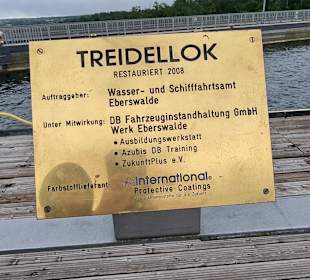 TREIDELLOK
RESTAURIERT 2008
Auftraggeber: Wasser- und Schifffahrtsamt
Eberswalde
Unter Mitwirkung: DB Fahrzeuginstandhaltung GmbH
Werk Eberswalde
• Ausbildungswerkstatt
• Azubis DB Training
• ZukunftPlus e.V.
Farbstofflieferant: International
Protective Coatings